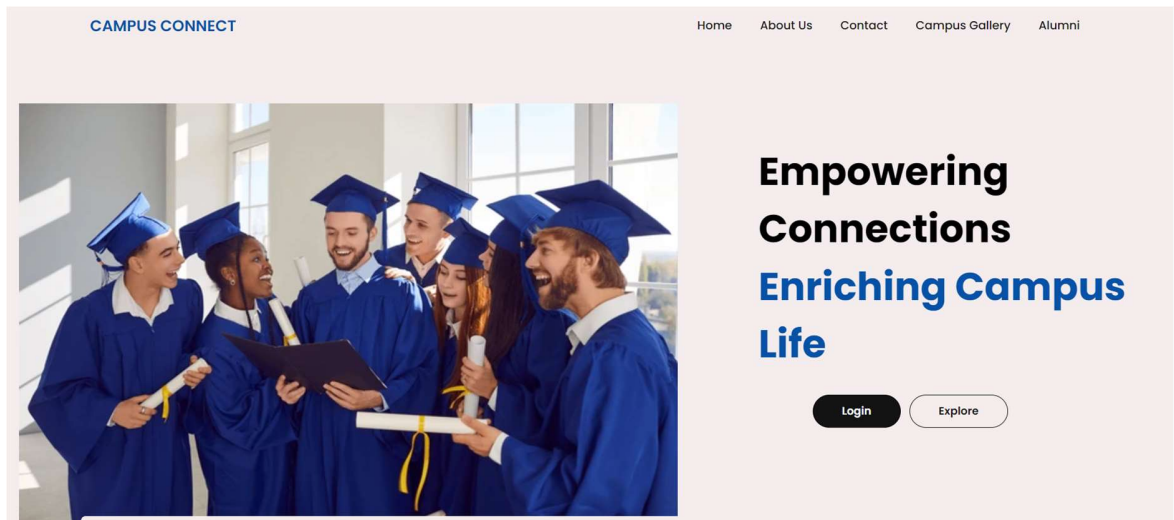 CAMPUS CONNECT
Home About Us Contact Campus Gallery Alumni
Empowering
Connections
Enriching Campus
Life
Login Explore